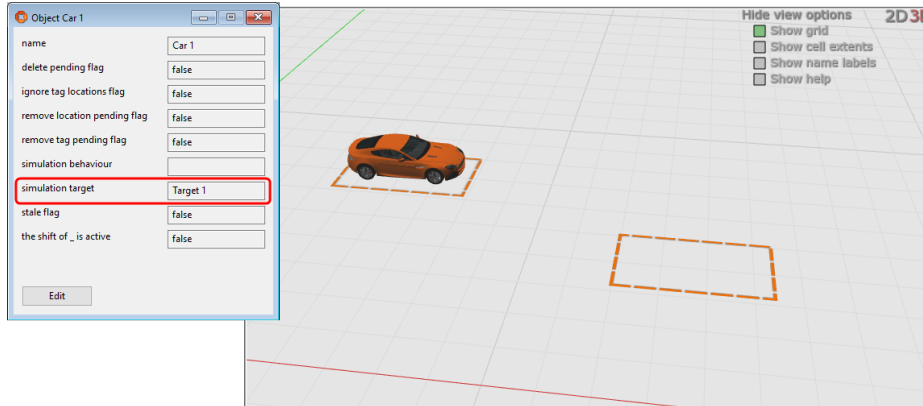 Object Car 1
name Car 1
delete pending flag false
ignore tag locations flag false
remove location pending flag false
remove tag pending flag false
simulation behaviour
simulation target Target 1
stale flag false
the shift of _ is active false
Edit
Hide view options 2D 3
Show grid
Show cell extents
Show name labels
Show help